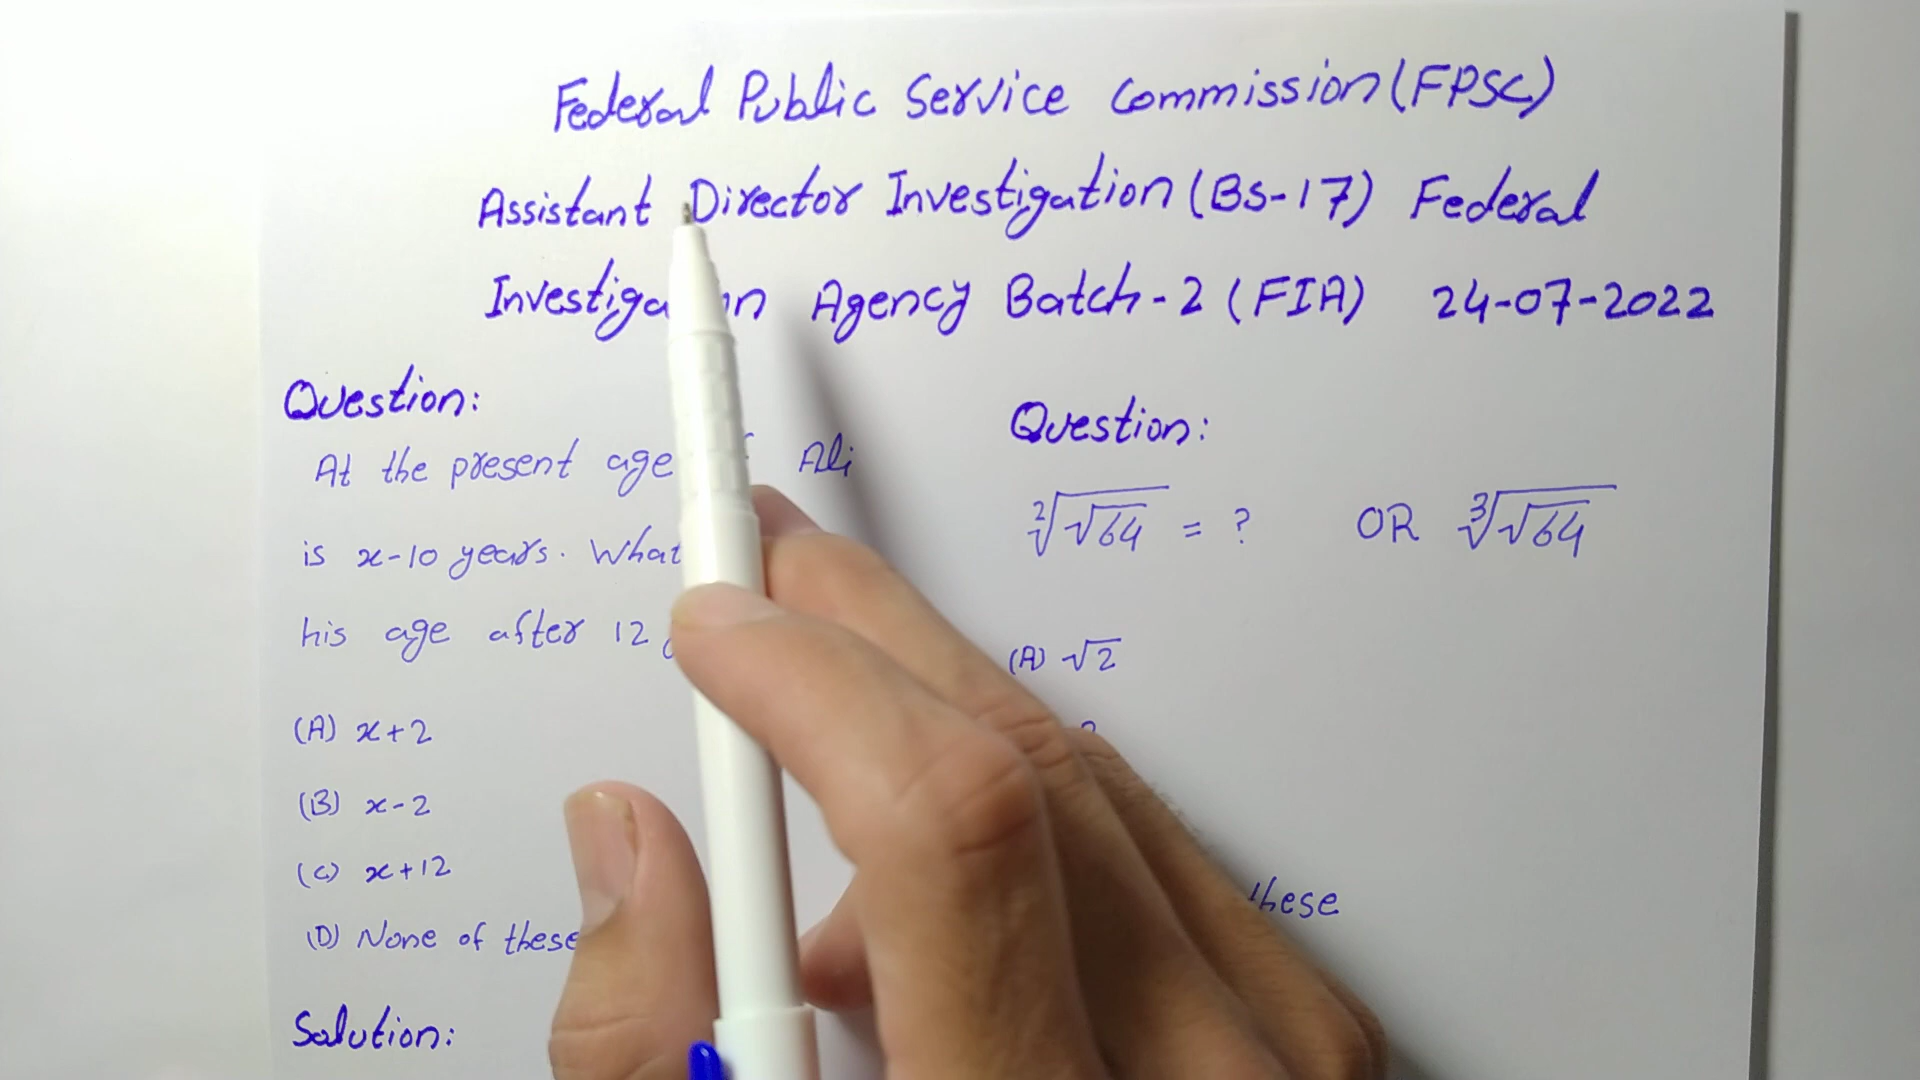 Federal Public Service Commission (FPSC)
Assistant Director Investigation (BS-17) Federal
Agency Batch-2 (FIA) 24-07-2022
Question:
At the present age Ali
is x-10 years. What
his age after 12
(A) x+2
(B) x-2
(C) x+12
(D) None of these
Solution:
Question:
²√√64 = ? OR ³√√64
(A) √2
these